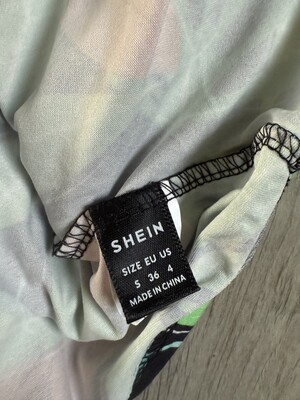 SHEIN
SIZE EU US
S 36 4
MADE IN CHINA